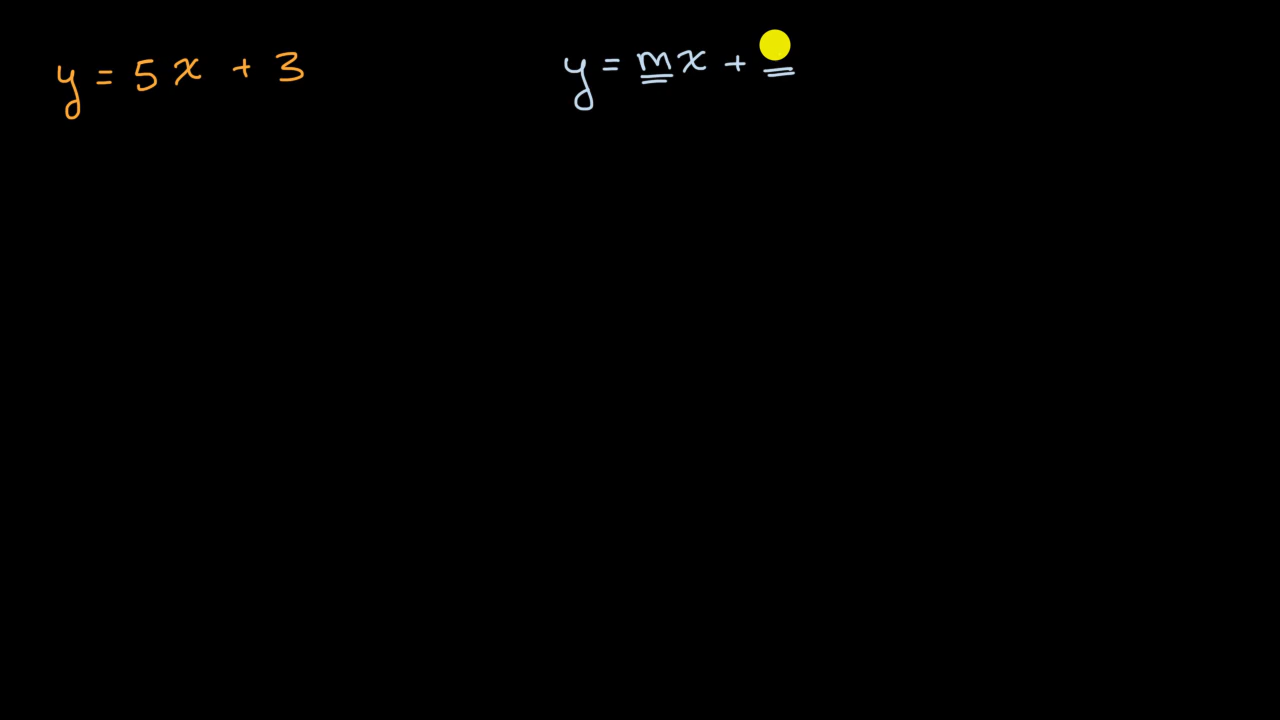 y = 5x + 3
y = mx +